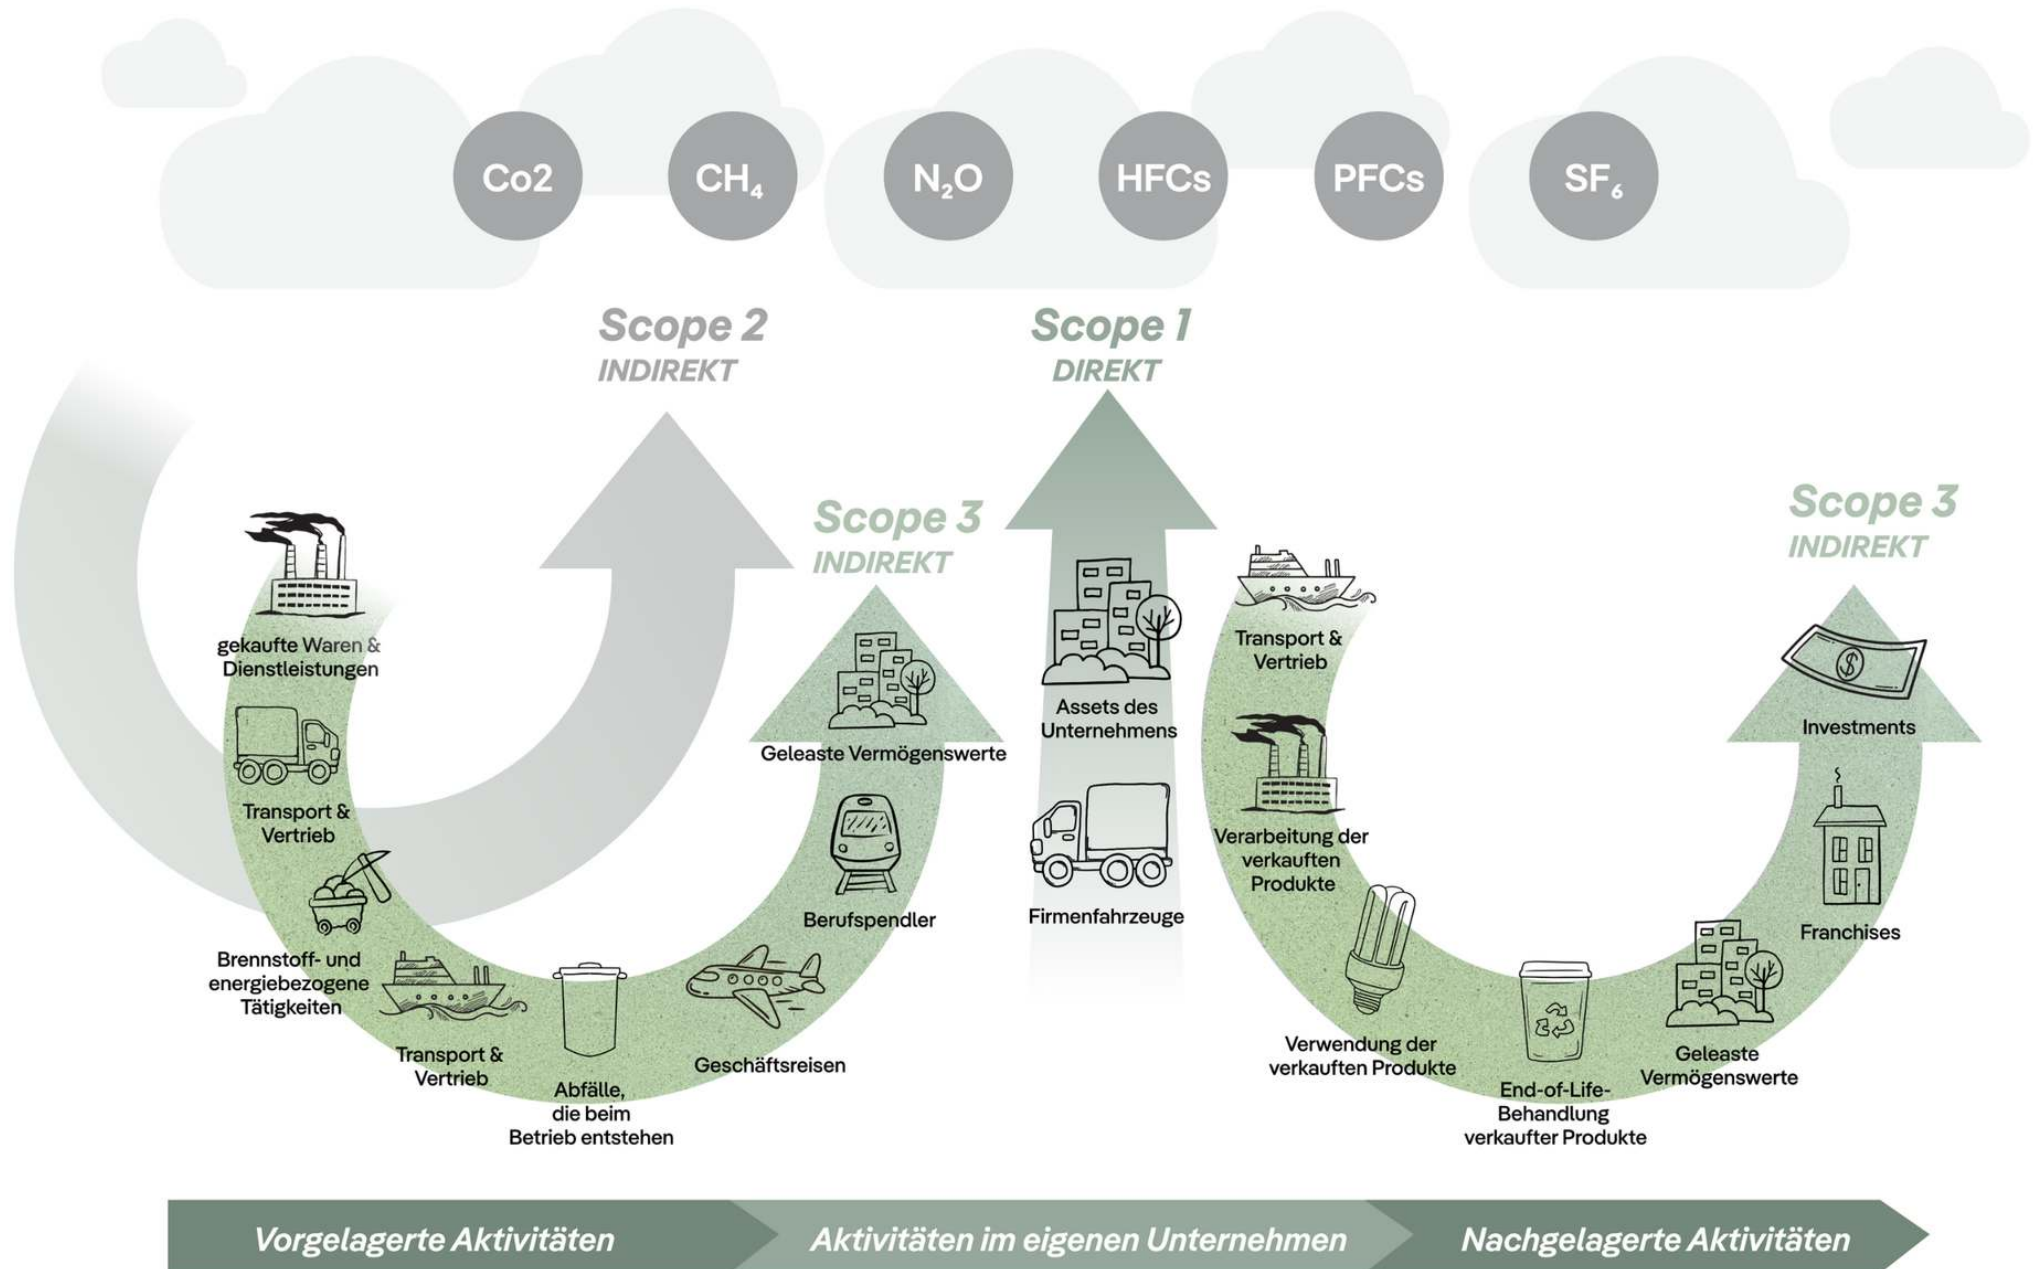 Co2
CH₄
N₂O
HFCs
PFCs
SF₆
Scope 2
INDIREKT
Scope 1
DIREKT
Scope 3
INDIREKT
Scope 3
INDIREKT
gekaufte Waren &
Dienstleistungen
Transport &
Vertrieb
Brennstoff- und
energiebezogene
Tätigkeiten
Transport &
Vertrieb
Abfälle,
die beim
Betrieb entstehen
Geschäftsreisen
Berufspendler
Geleaste Vermögenswerte
Assets des
Unternehmens
Firmenfahrzeuge
Transport &
Vertrieb
Verarbeitung der
verkauften
Produkte
Verwendung der
verkauften Produkte
End-of-Life-
Behandlung
verkaufter Produkte
Geleaste
Vermögenswerte
Franchises
$
Investments
Vorgelagerte Aktivitäten
Aktivitäten im eigenen Unternehmen
Nachgelagerte Aktivitäten